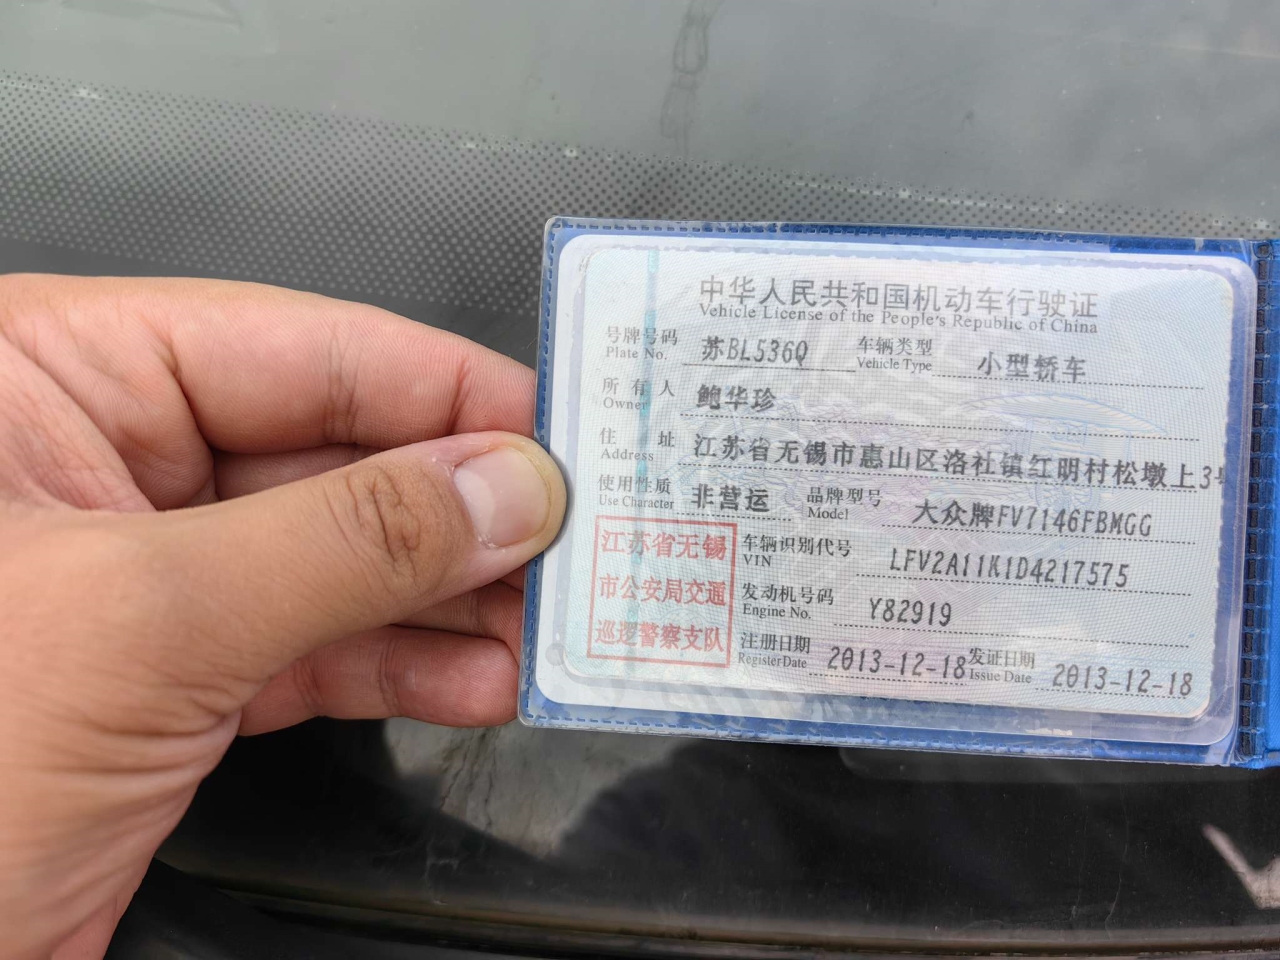 中华人民共和国机动车行驶证
Vehicle License of the People's Republic of China
号牌号码 苏BL536Q 车辆类型 小型轿车
Plate No. Vehicle Type
所有人 鲍华珍
Owner
住址 江苏省无锡市惠山区洛社镇红明村松墩上3号
Address
使用性质 非营运 品牌型号 大众牌FV7146FBMGG
Use Character Model
江苏省无锡
市公安局交通
巡逻警察支队
车辆识别代号 LFV2A11K1D4217575
VIN
发动机号码 Y82919
Engine No.
注册日期 2013-12-18 发证日期 2013-12-18
Register Date Issue Date